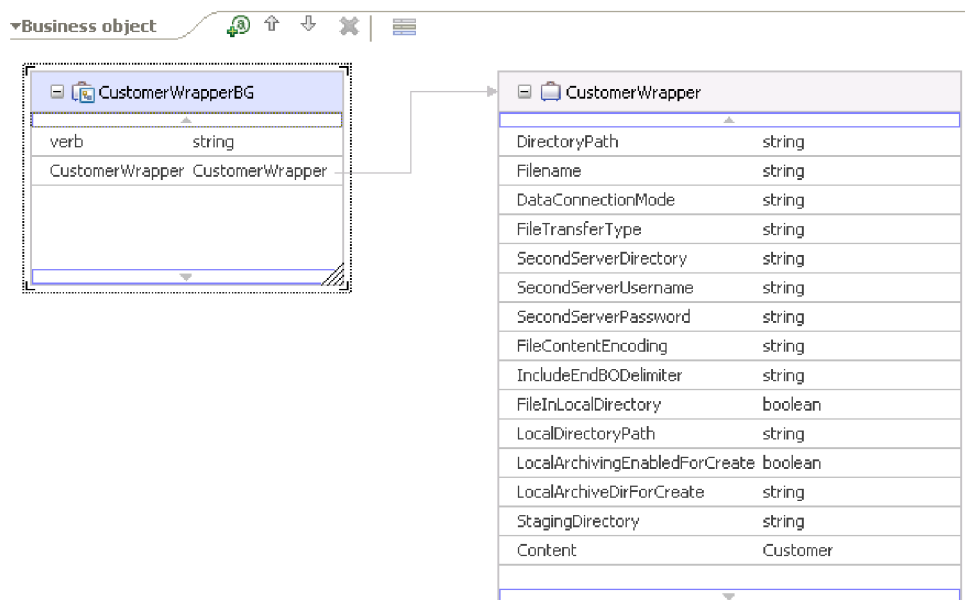 Business object
CustomerWrapperBG
verb string
CustomerWrapper CustomerWrapper
CustomerWrapper
DirectoryPath string
Filename string
DataConnectionMode string
FileTransferType string
SecondServerDirectory string
SecondServerUsername string
SecondServerPassword string
FileContentEncoding string
IncludeEndBODelimiter string
FileInLocalDirectory boolean
LocalDirectoryPath string
LocalArchivingEnabledForCreate boolean
LocalArchiveDirForCreate string
StagingDirectory string
Content Customer